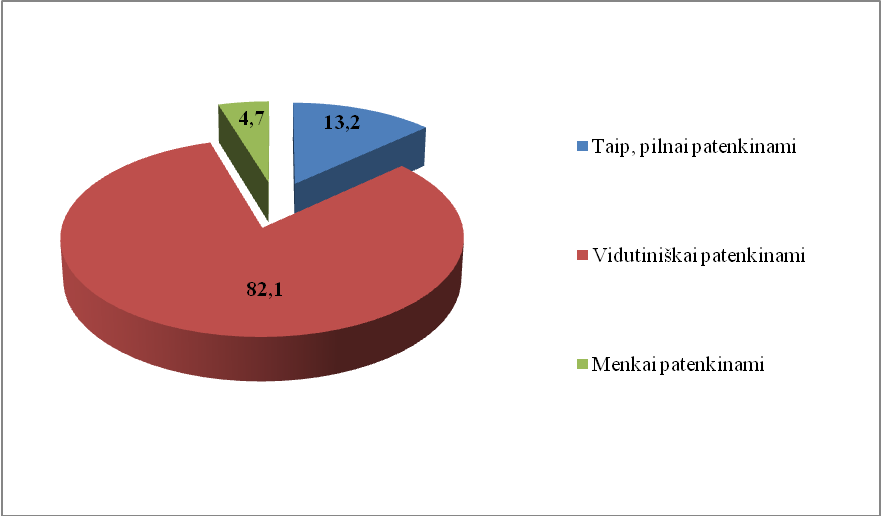 4,7
13,2
82,1
Taip, pilnai patenkinami
Vidutiniškai patenkinami
Menkai patenkinami